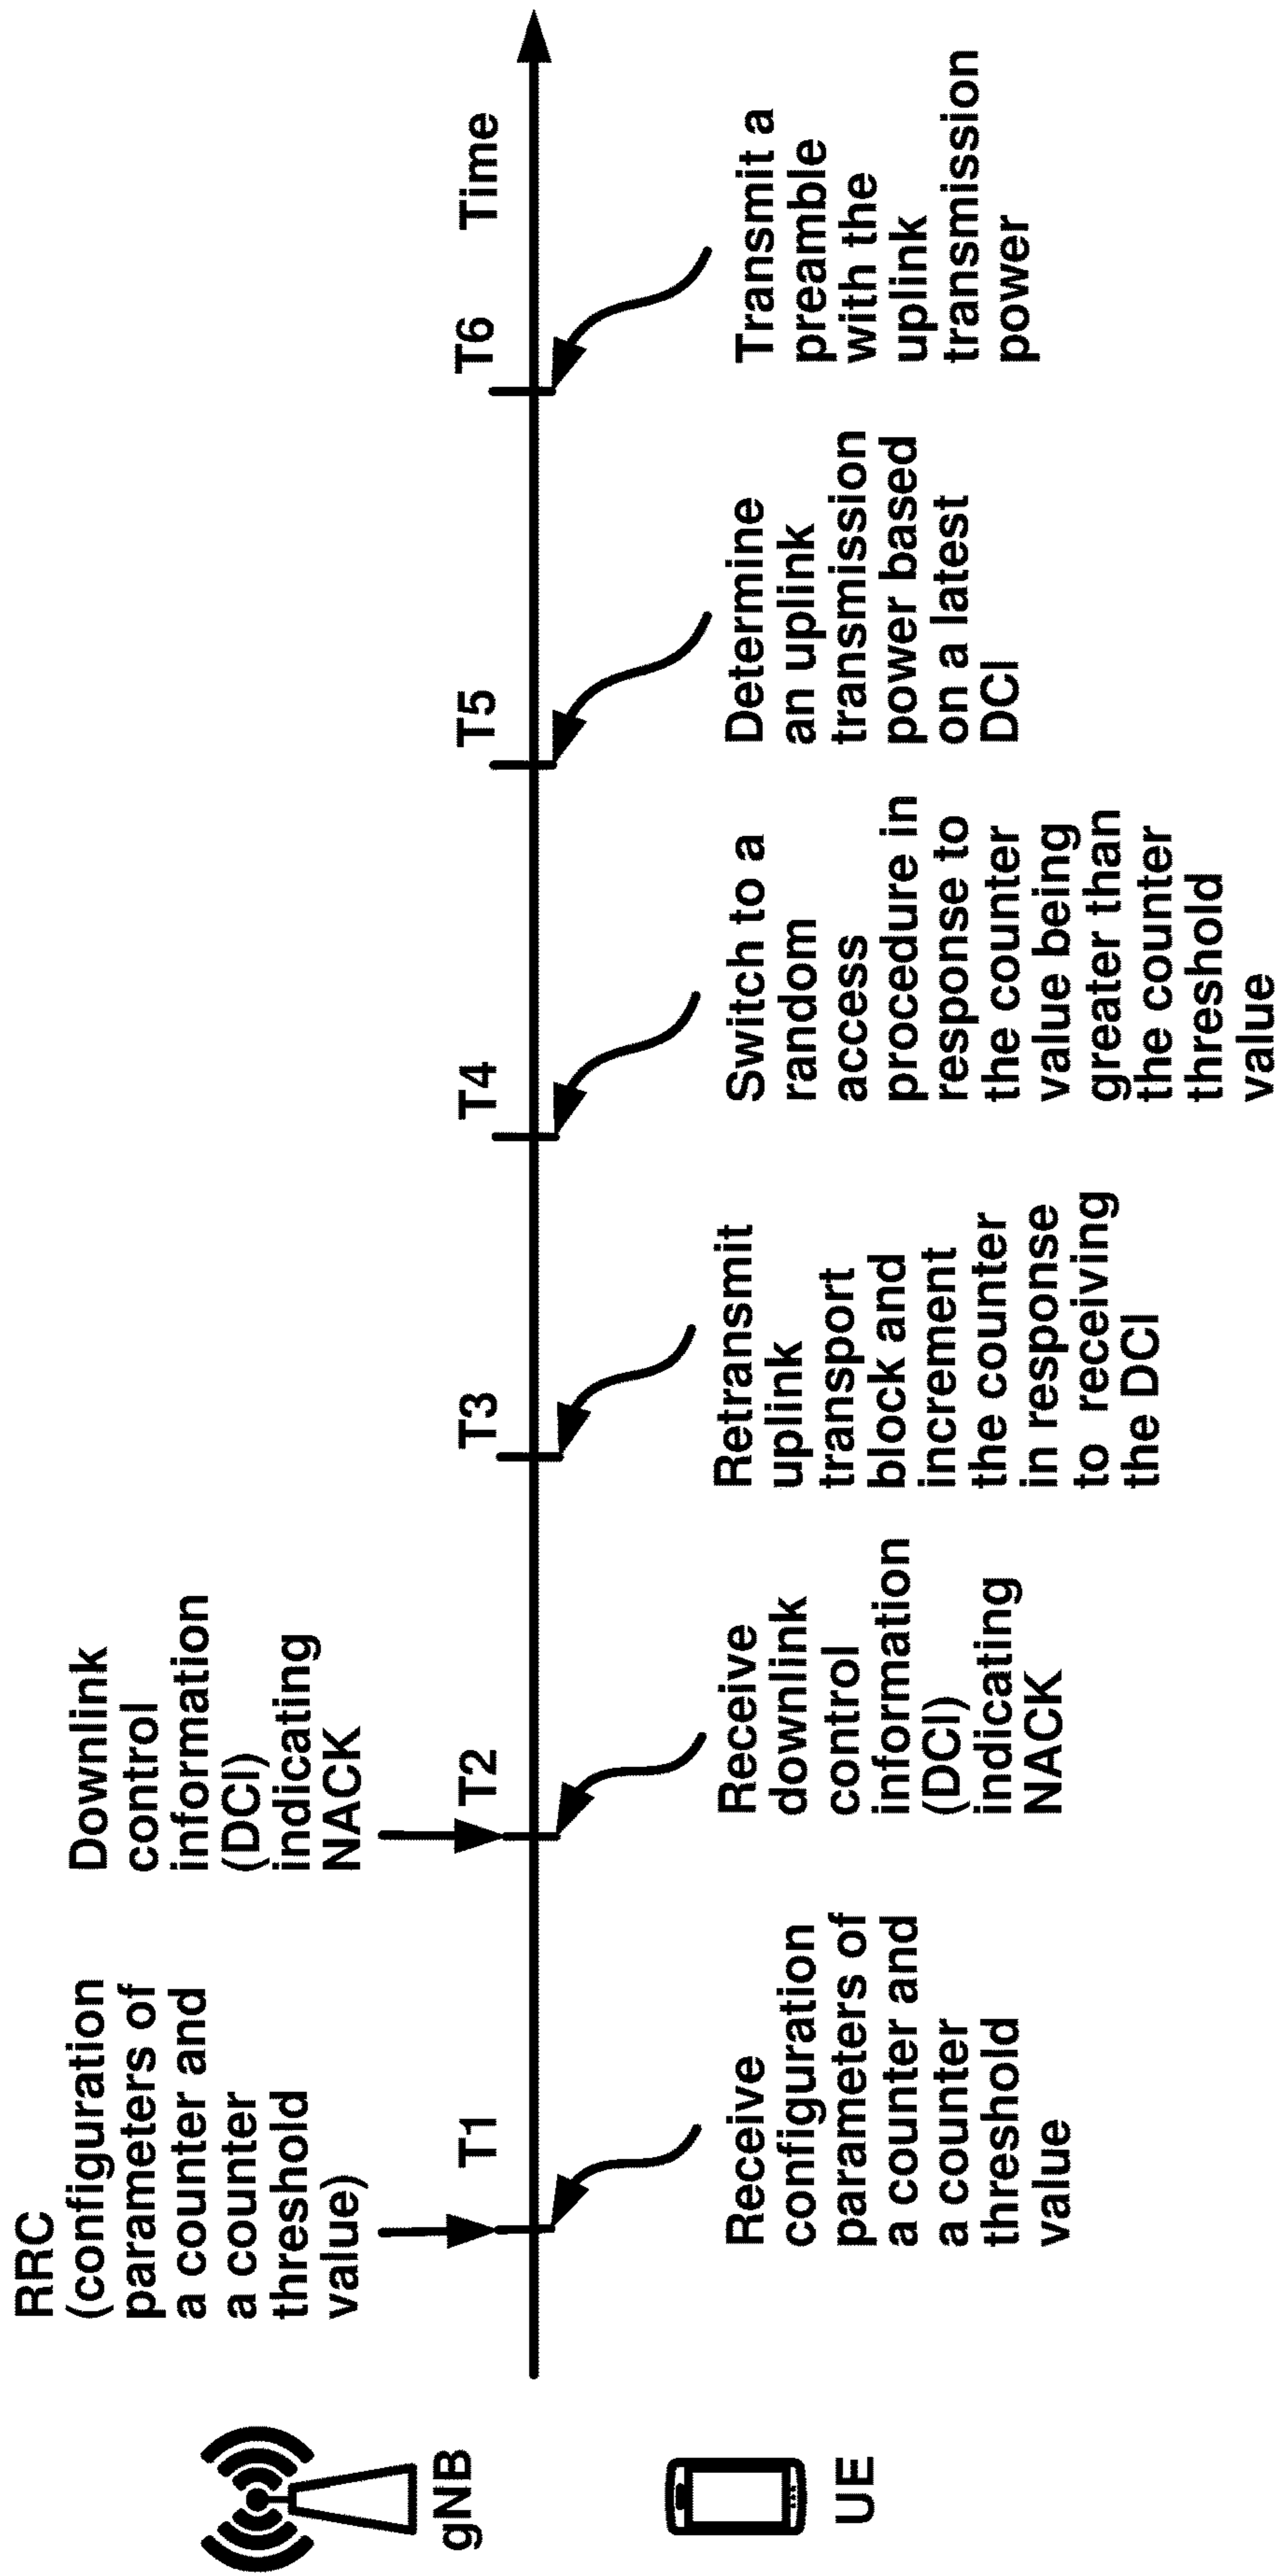 gNB
RRC
(configuration
parameters of
a counter and
a counter
threshold
value)
Downlink
control
information
(DCI)
indicating
NACK
T1
T2
T3
T4
T5
T6
Time
UE
Receive
configuration
parameters of
a counter and
a counter
threshold
value
Receive
downlink
control
information
(DCI)
indicating
NACK
Retransmit
uplink
transport
block and
increment
the counter
in response
to receiving
the DCI
Switch to a
random
access
procedure in
response to
the counter
value being
greater than
the counter
threshold
value
Determine
an uplink
transmission
power based
on a latest
DCI
Transmit a
preamble
with the
uplink
transmission
power